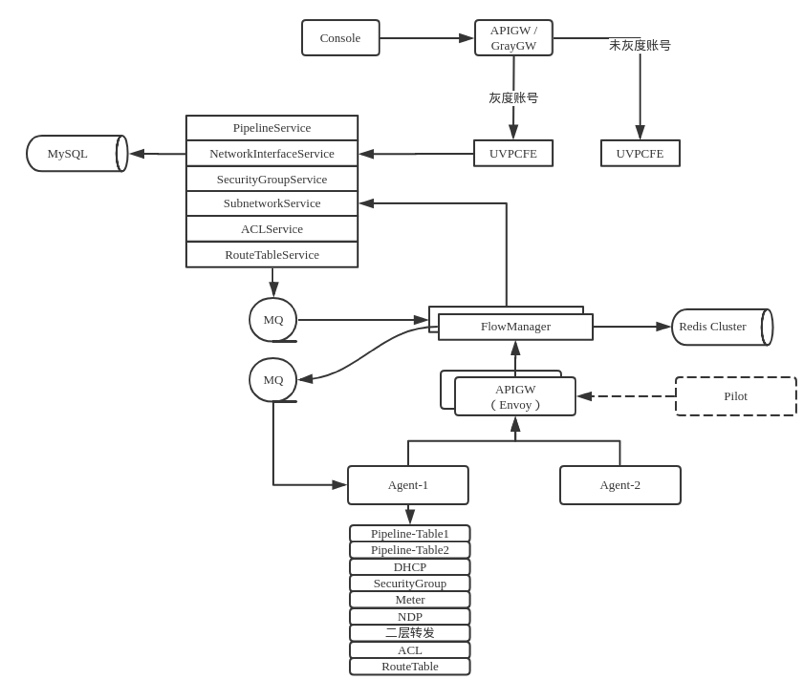 Console
APIGW /
GrayGW
未灰度账号
灰度账号
PipelineService
MySQL
NetworkInterfaceService
UVPCFE
UVPCFE
SecurityGroupService
SubnetworkService
ACLService
RouteTableService
MQ
FlowManager
Redis Cluster
MQ
APIGW
（Envoy）
Pilot
Agent-1
Agent-2
Pipeline-Table1
Pipeline-Table2
DHCP
SecurityGroup
Meter
NDP
二层转发
ACL
RouteTable